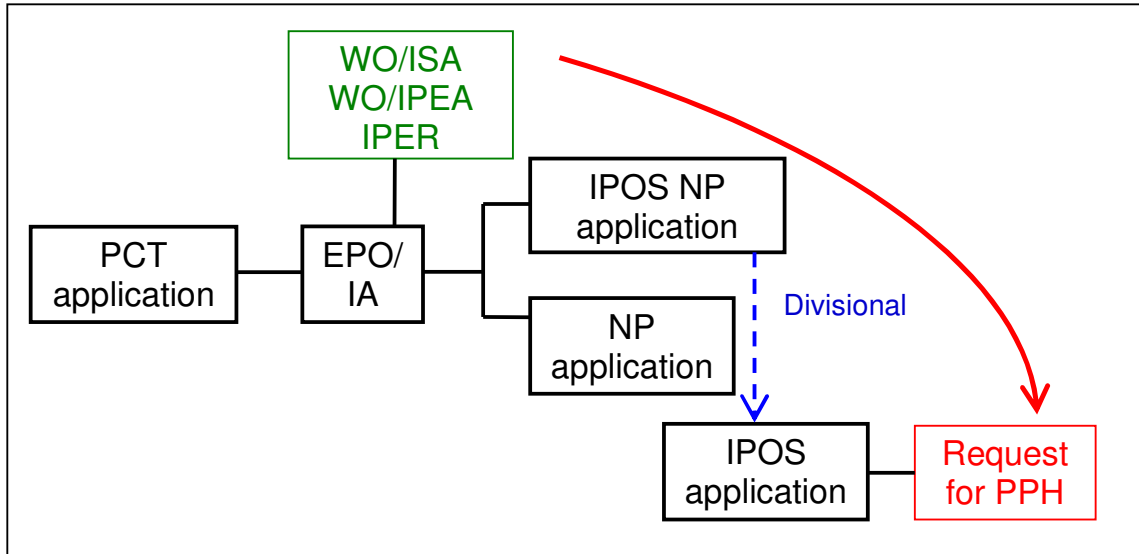 WO/ISA
WO/IPEA
IPER
IPOS NP
application
PCT
application
EPO/
IA
NP
application
Divisional
IPOS
application
Request
for PPH